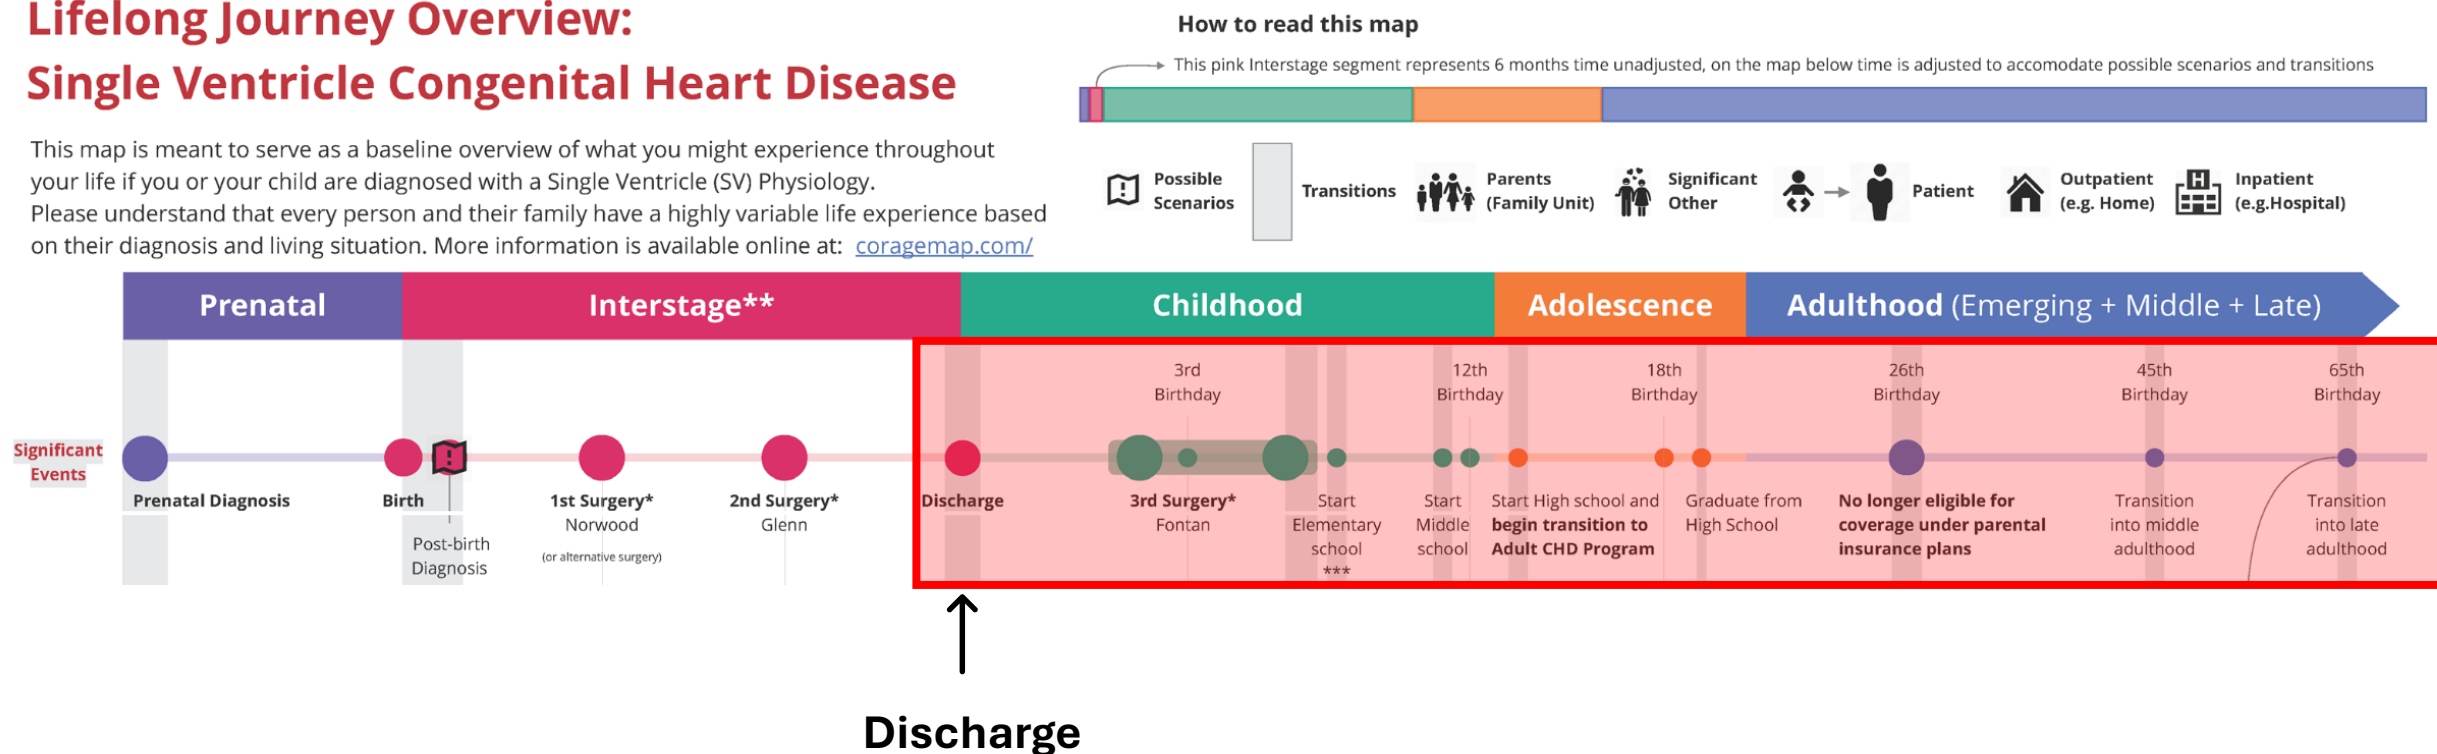 Lifelong Journey Overview:
Single Ventricle Congenital Heart Disease
This map is meant to serve as a baseline overview of what you might experience throughout
your life if you or your child are diagnosed with a Single Ventricle (SV) Physiology.
Please understand that every person and their family have a highly variable life experience based
on their diagnosis and living situation. More information is available online at: coragemap.com/
How to read this map
This pink Interstage segment represents 6 months time unadjusted, on the map below time is adjusted to accomodate possible scenarios and transitions
Possible
Scenarios
Transitions
Parents
(Family Unit)
Significant
Other
Patient
Outpatient
(e.g. Home)
H
Inpatient
(e.g.Hospital)
Prenatal
Interstage**
Childhood
Adolescence
Adulthood (Emerging + Middle + Late)
3rd
Birthday
12th
Birthday
18th
Birthday
26th
Birthday
45th
Birthday
65th
Birthday
Significant
Events
Prenatal Diagnosis
Birth
Post-birth
Diagnosis
1st Surgery*
Norwood
(or alternative surgery)
2nd Surgery*
Glenn
Discharge
3rd Surgery*
Fontan
Start
Elementary
school
***
Start
Middle
school
Start High school and
begin transition to
Adult CHD Program
Graduate from
High School
No longer eligible for
coverage under parental
insurance plans
Transition
into middle
adulthood
Transition
into late
adulthood
Discharge